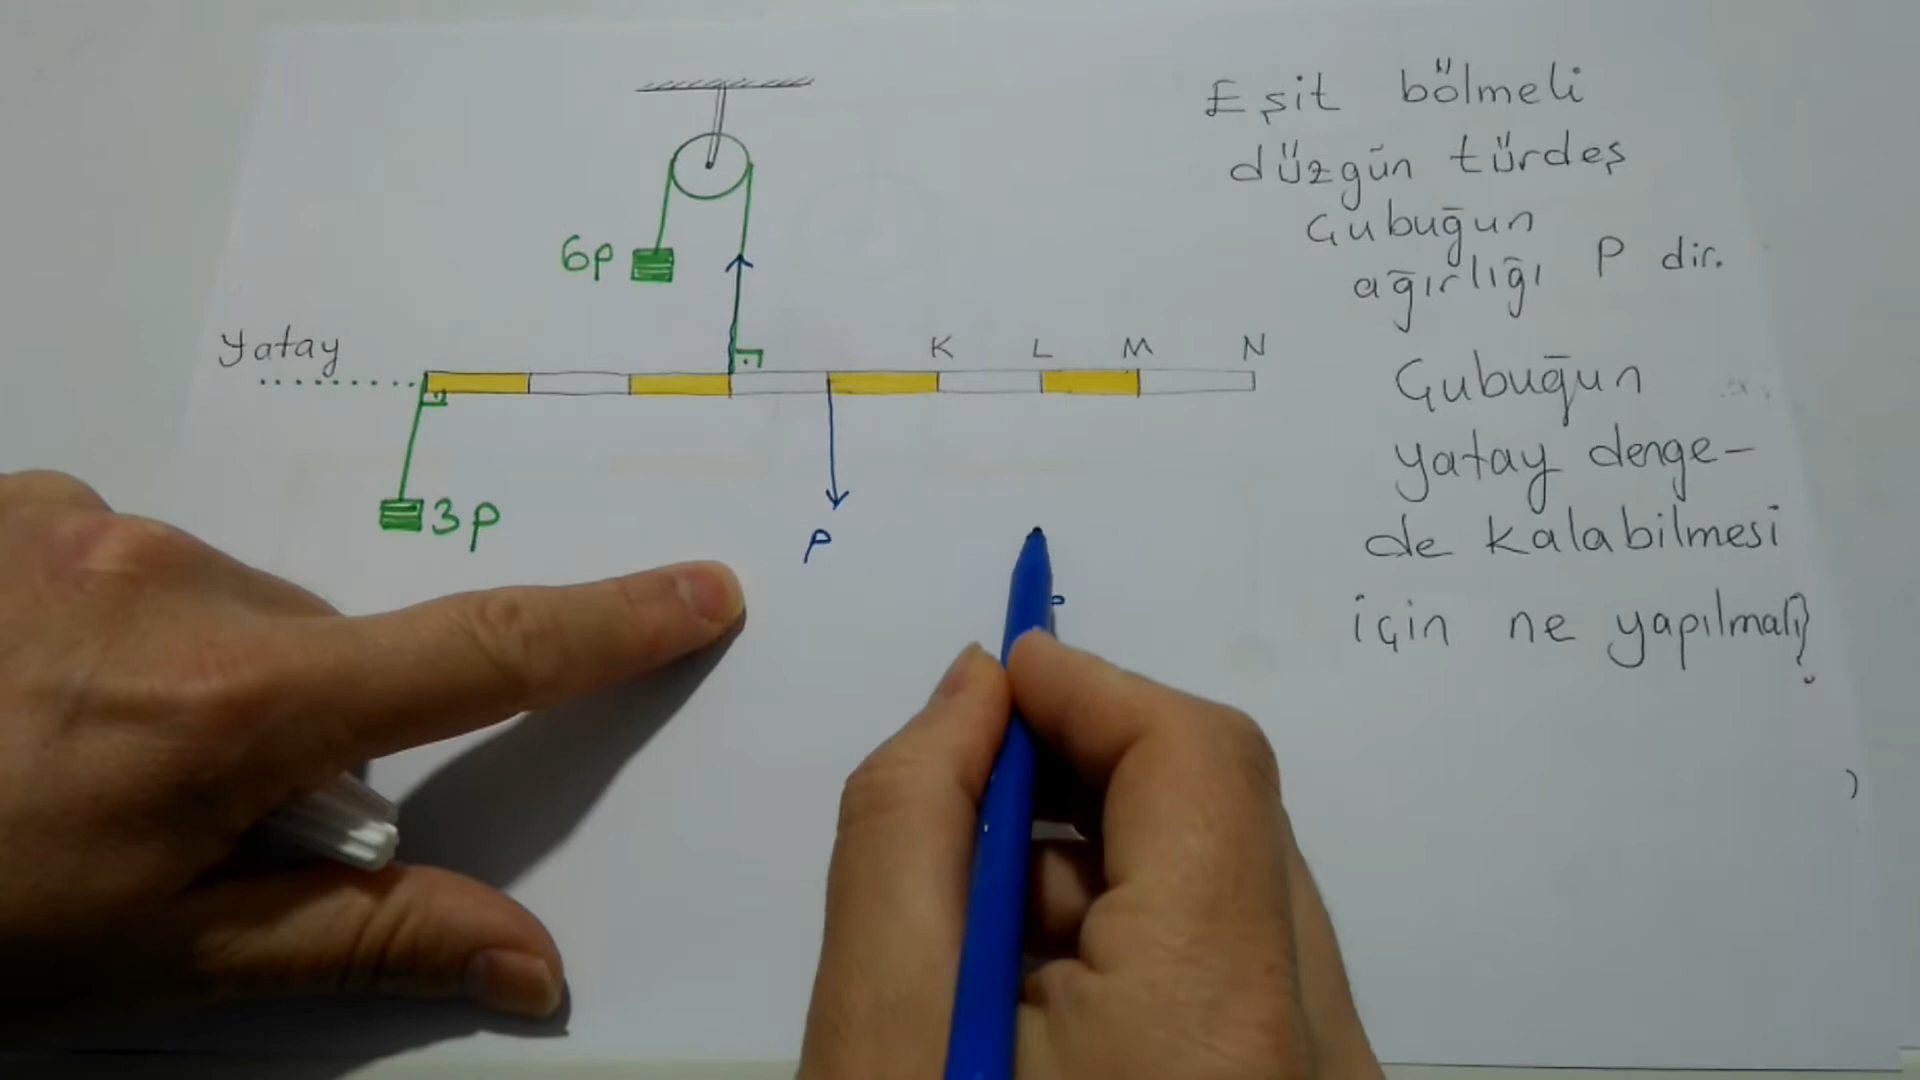 Eşit bölmeli
düzgün türdeş
Çubuğun
ağırlığı P dir.
6P
Yatay
K L M N
3P
P
Çubuğun
yatay denge-
de kalabilmesi
için ne yapılmalı?